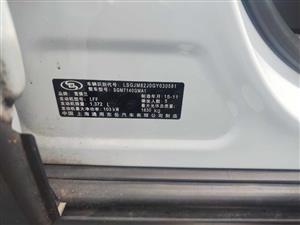 车辆识别代号：LSGJM82J0GY030081
整车型号：SGM7140GMA1
品牌 雪佛兰 制造年月 15-11
发动机型号 LFF 乘坐人数 5
发动机排量 1.372 L 最大允许总质量
发动机最大净功率 103 kW 1630 KG
中国 上海通用东岳汽车有限公司制造